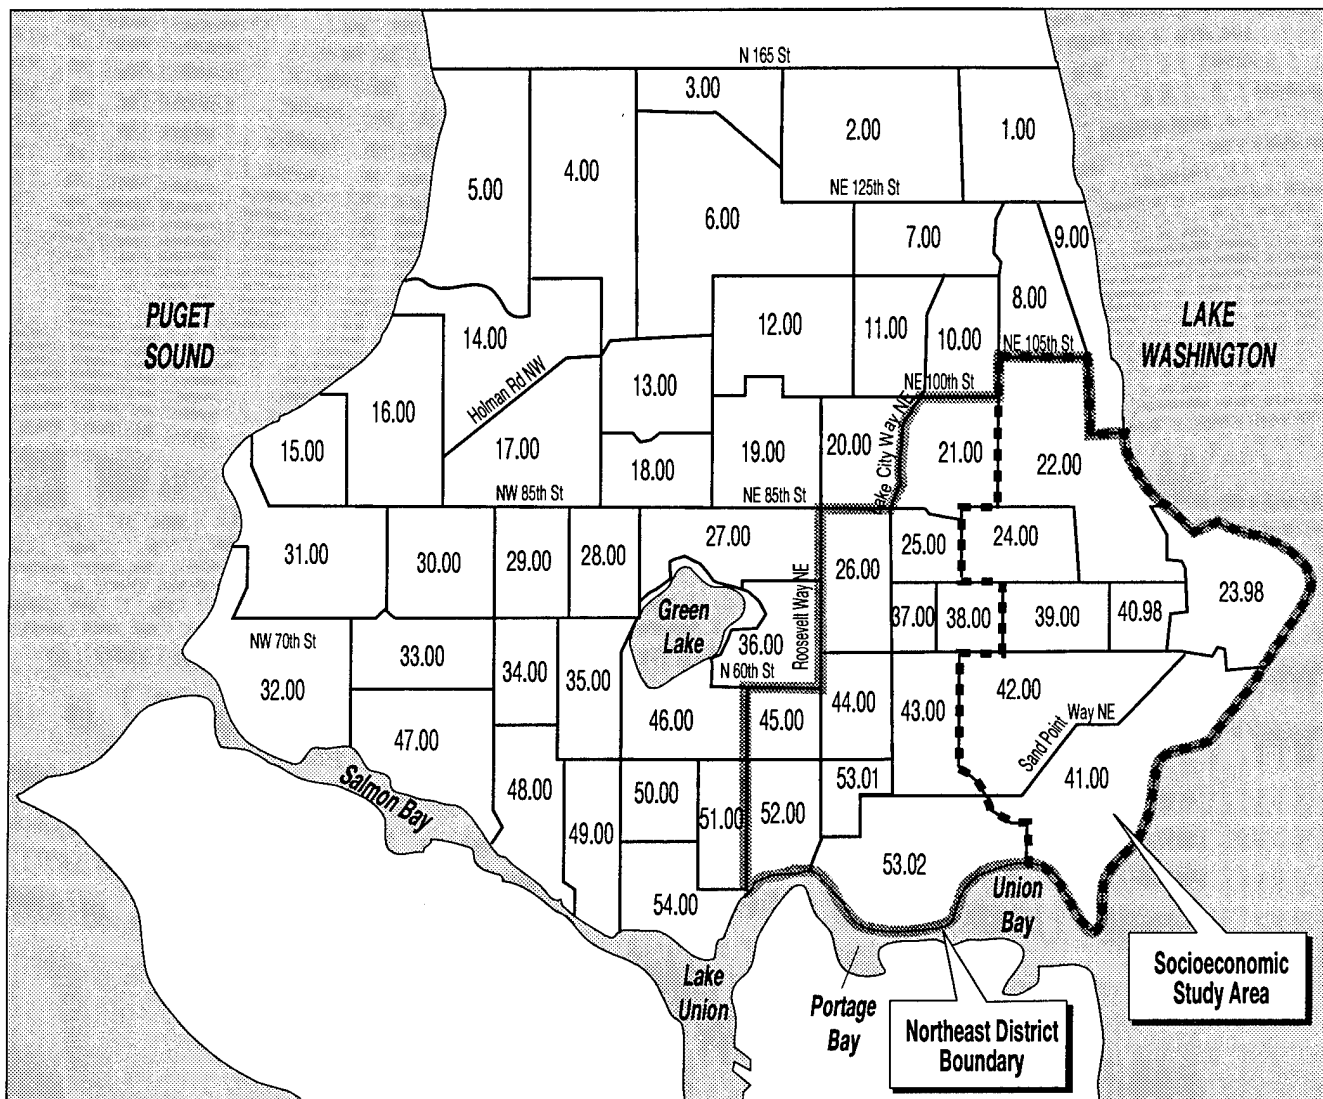 N 165 St
3.00
2.00
1.00
4.00
5.00
NE 125th St
6.00
7.00
9.00
8.00
PUGET
SOUND
LAKE
WASHINGTON
14.00
12.00
11.00
10.00
NE 105th St
Holman Rd NW
13.00
NE 100th St
16.00
15.00
17.00
18.00
19.00
20.00
Lake City Way NE
21.00
22.00
NW 85th St
NE 85th St
31.00
30.00
29.00
28.00
27.00
26.00
25.00
24.00
23.98
Roosevelt Way NE
Green
Lake
37.00
38.00
39.00
40.98
NW 70th St
33.00
34.00
35.00
36.00
N 60th St
32.00
46.00
45.00
44.00
43.00
42.00
Sand Point Way NE
47.00
Salmon Bay
48.00
49.00
50.00
51.00
52.00
53.01
41.00
53.02
54.00
Union
Bay
Lake
Union
Portage
Bay
Socioeconomic
Study Area
Northeast District
Boundary